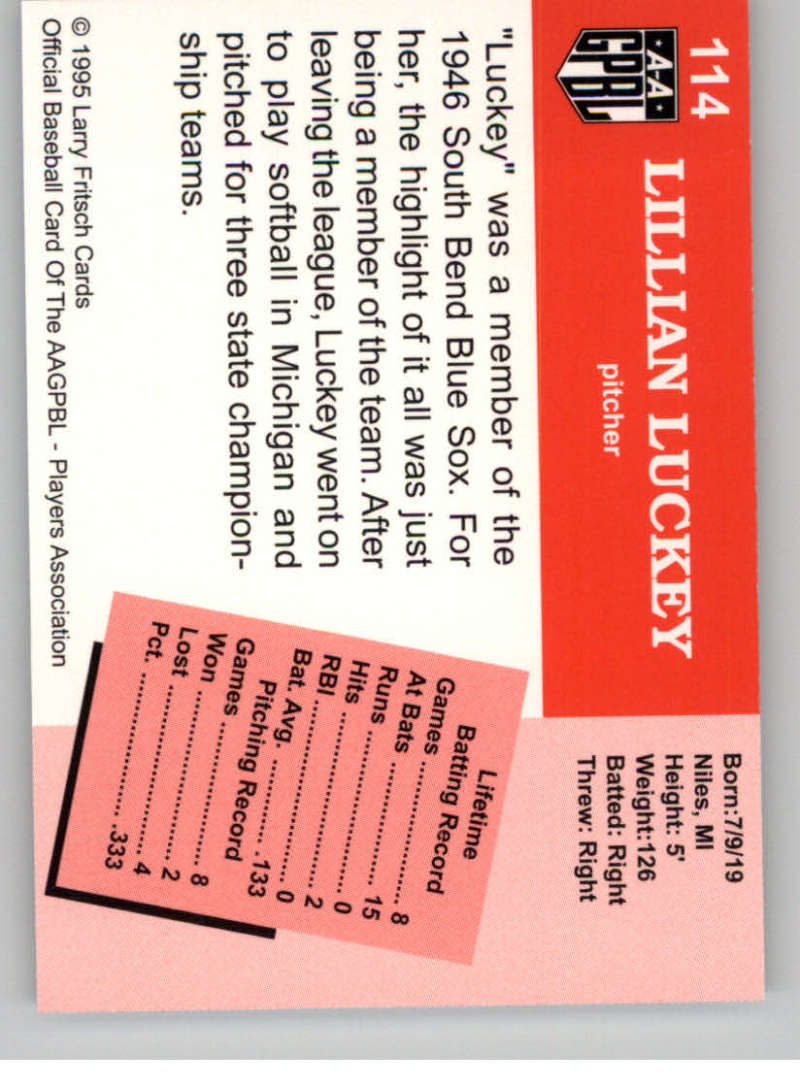 114
A-A
GPBL
LILLIAN LUCKEY
pitcher
Born:7/9/19
Niles, MI
Height: 5'
Weight:126
Batted: Right
Threw: Right
"Luckey" was a member of the
1946 South Bend Blue Sox. For
her, the highlight of it all was just
being a member of the team. After
leaving the league, Luckey went on
to play softball in Michigan and
pitched for three state champion-
ship teams.
Lifetime
Batting Record
Games ........................ 8
At Bats ..................... 15
Runs .......................... 0
Hits ............................ 2
RBI ............................ 0
Bat. Avg. ............... .133
Pitching Record
Games ....................... 8
Won ........................... 2
Lost ........................... 4
Pct. ....................... .333
© 1995 Larry Fritsch Cards
Official Baseball Card Of The AAGPBL - Players Association